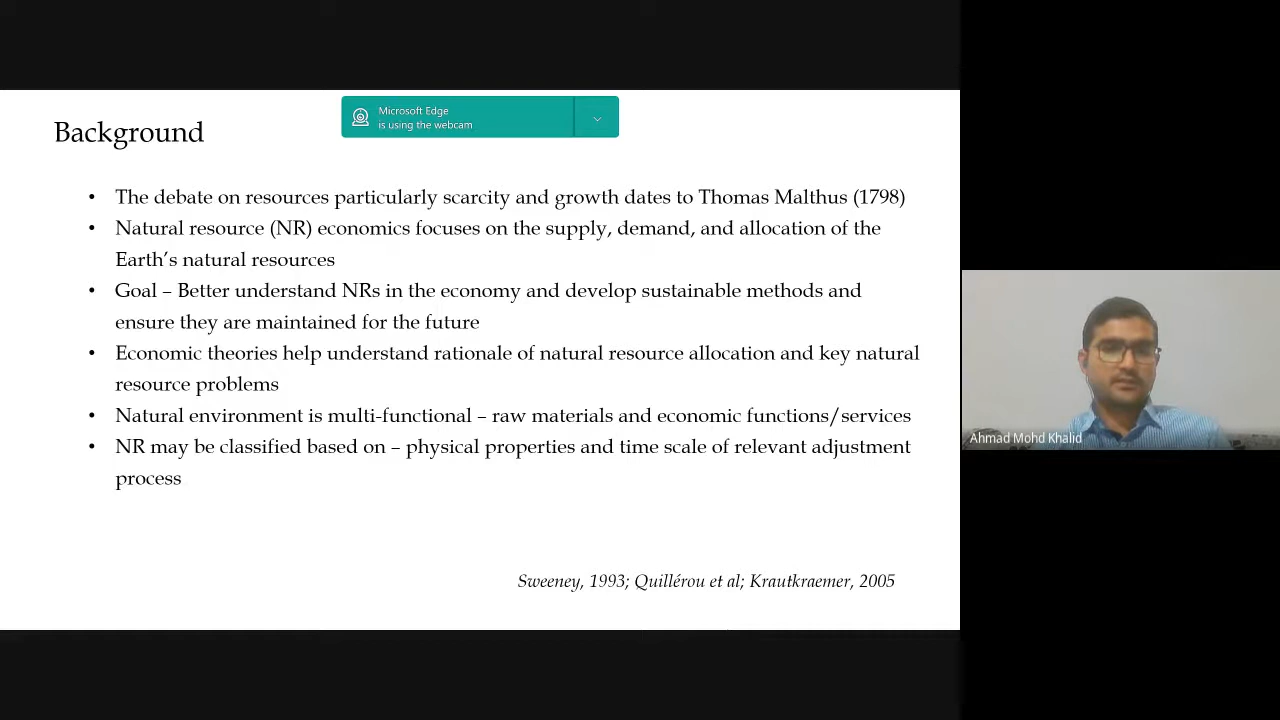 Microsoft Edge
is using the webcam
Background
• The debate on resources particularly scarcity and growth dates to Thomas Malthus (1798)
• Natural resource (NR) economics focuses on the supply, demand, and allocation of the
Earth’s natural resources
• Goal – Better understand NRs in the economy and develop sustainable methods and
ensure they are maintained for the future
• Economic theories help understand rationale of natural resource allocation and key natural
resource problems
• Natural environment is multi-functional – raw materials and economic functions/services
• NR may be classified based on – physical properties and time scale of relevant adjustment
process
Sweeney, 1993; Quillérou et al; Krautkraemer, 2005
Ahmad Mohd Khalid